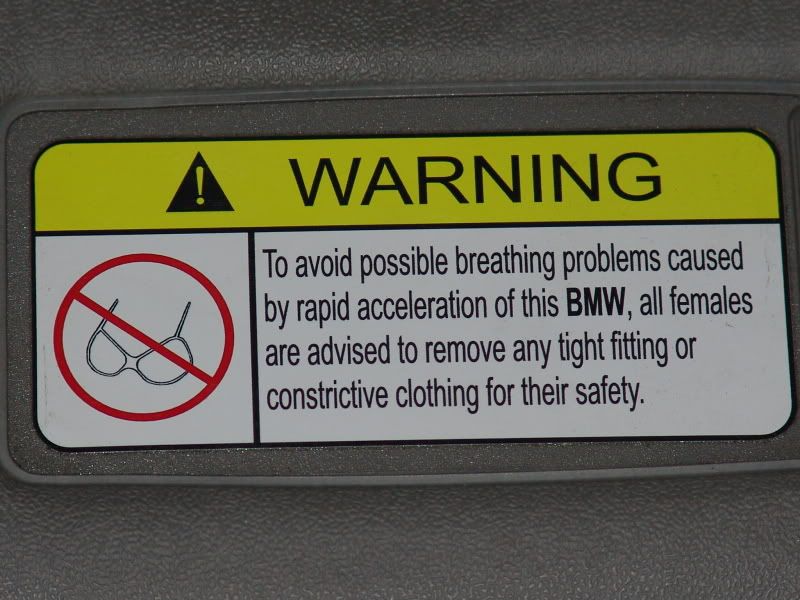 WARNING
To avoid possible breathing problems caused
by rapid acceleration of this BMW, all females
are advised to remove any tight fitting or
constrictive clothing for their safety.